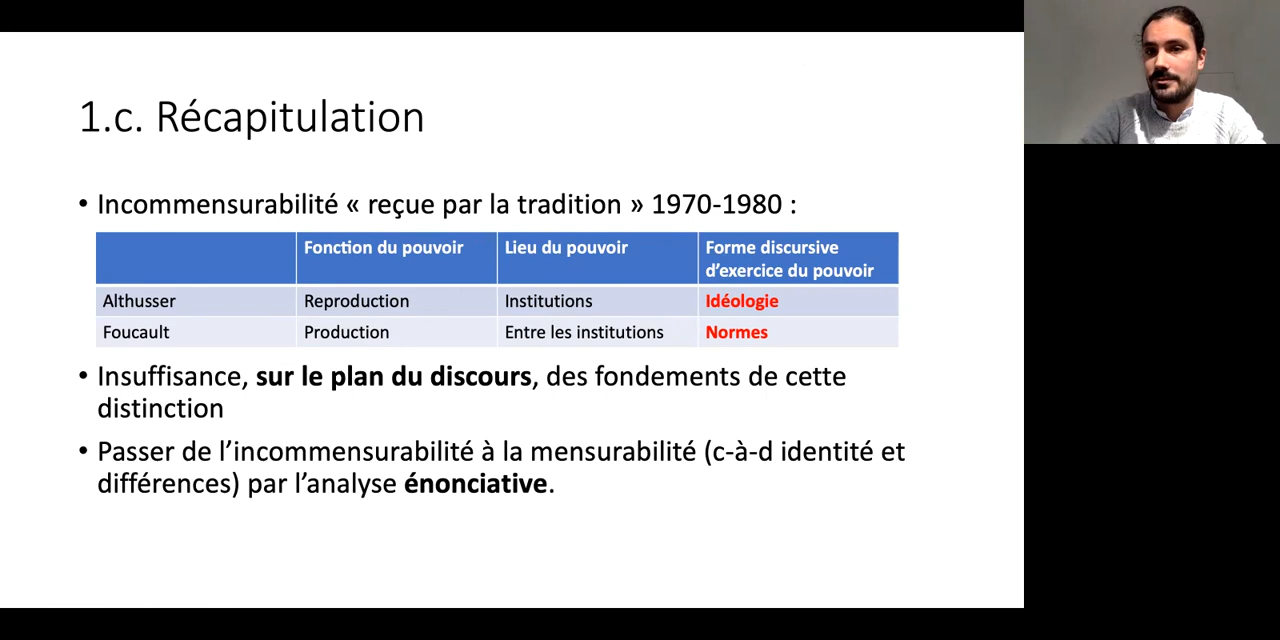 1.c. Récapitulation
• Incommensurabilité « reçue par la tradition » 1970-1980 :
Fonction du pouvoir Lieu du pouvoir Forme discursive d’exercice du pouvoir
Althusser Reproduction Institutions Idéologie
Foucault Production Entre les institutions Normes
• Insuffisance, sur le plan du discours, des fondements de cette
distinction
• Passer de l’incommensurabilité à la mensurabilité (c-à-d identité et
différences) par l’analyse énonciative.